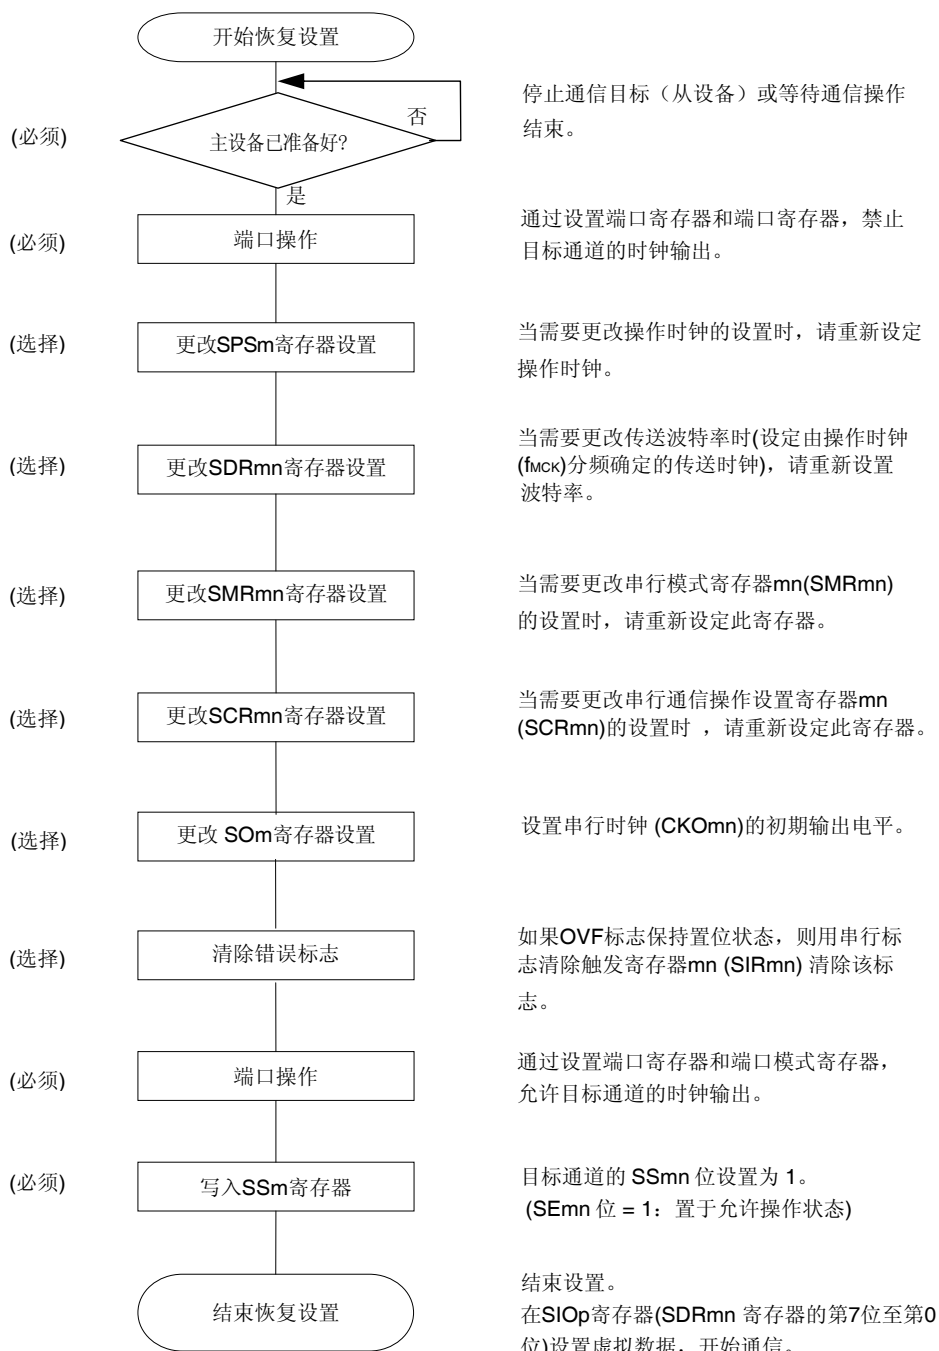 开始恢复设置
否
停止通信目标（从设备）或等待通信操作
结束。
(必须)
主设备已准备好?
是
(必须)
端口操作
通过设置端口寄存器和端口寄存器，禁止
目标通道的时钟输出。
(选择)
更改SPSm寄存器设置
当需要更改操作时钟的设置时，请重新设定
操作时钟。
(选择)
更改SDRmn寄存器设置
当需要更改传送波特率时(设定由操作时钟
(fMCK)分频确定的传送时钟)，请重新设置
波特率。
(选择)
更改SMRmn寄存器设置
当需要更改串行模式寄存器mn(SMRmn)
的设置时，请重新设定此寄存器。
(选择)
更改SCRmn寄存器设置
当需要更改串行通信操作设置寄存器mn
(SCRmn)的设置时 ，请重新设定此寄存器。
(选择)
更改 SOm寄存器设置
设置串行时钟 (CKOmn)的初期输出电平。
(选择)
清除错误标志
如果OVF标志保持置位状态，则用串行标
志清除触发寄存器mn (SIRmn) 清除该标
志。
(必须)
端口操作
通过设置端口寄存器和端口模式寄存器，
允许目标通道的时钟输出。
(必须)
写入SSm寄存器
目标通道的 SSmn 位设置为 1。
(SEmn 位 = 1：置于允许操作状态)
结束恢复设置
结束设置。
在SIOp寄存器(SDRmn 寄存器的第7位至第0
位)设置虚拟数据，开始通信。